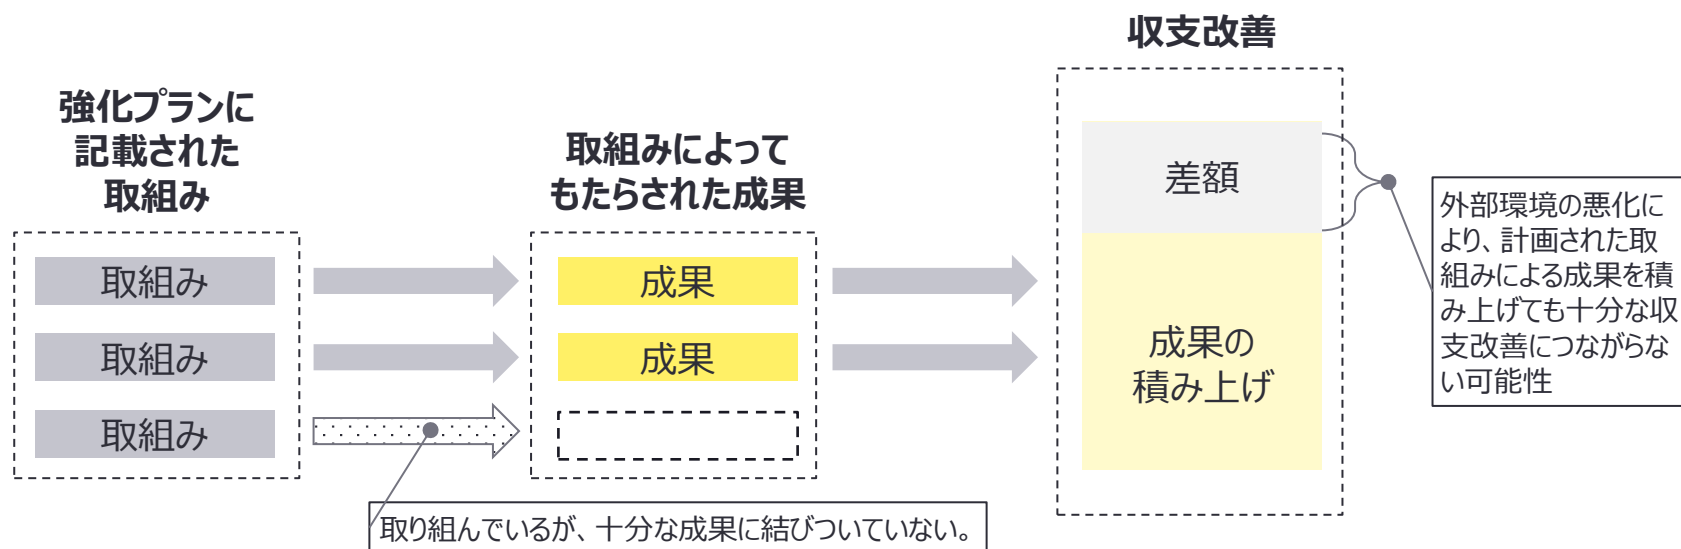 収支改善
強化プランに
記載された
取組み
取組みによって
もたらされた成果
取組み
取組み
取組み
成果
成果
差額
成果の
積み上げ
外部環境の悪化に
より、計画された取
組みによる成果を積
み上げても十分な収
支改善につながらな
い可能性
取り組んでいるが、十分な成果に結びついていない。